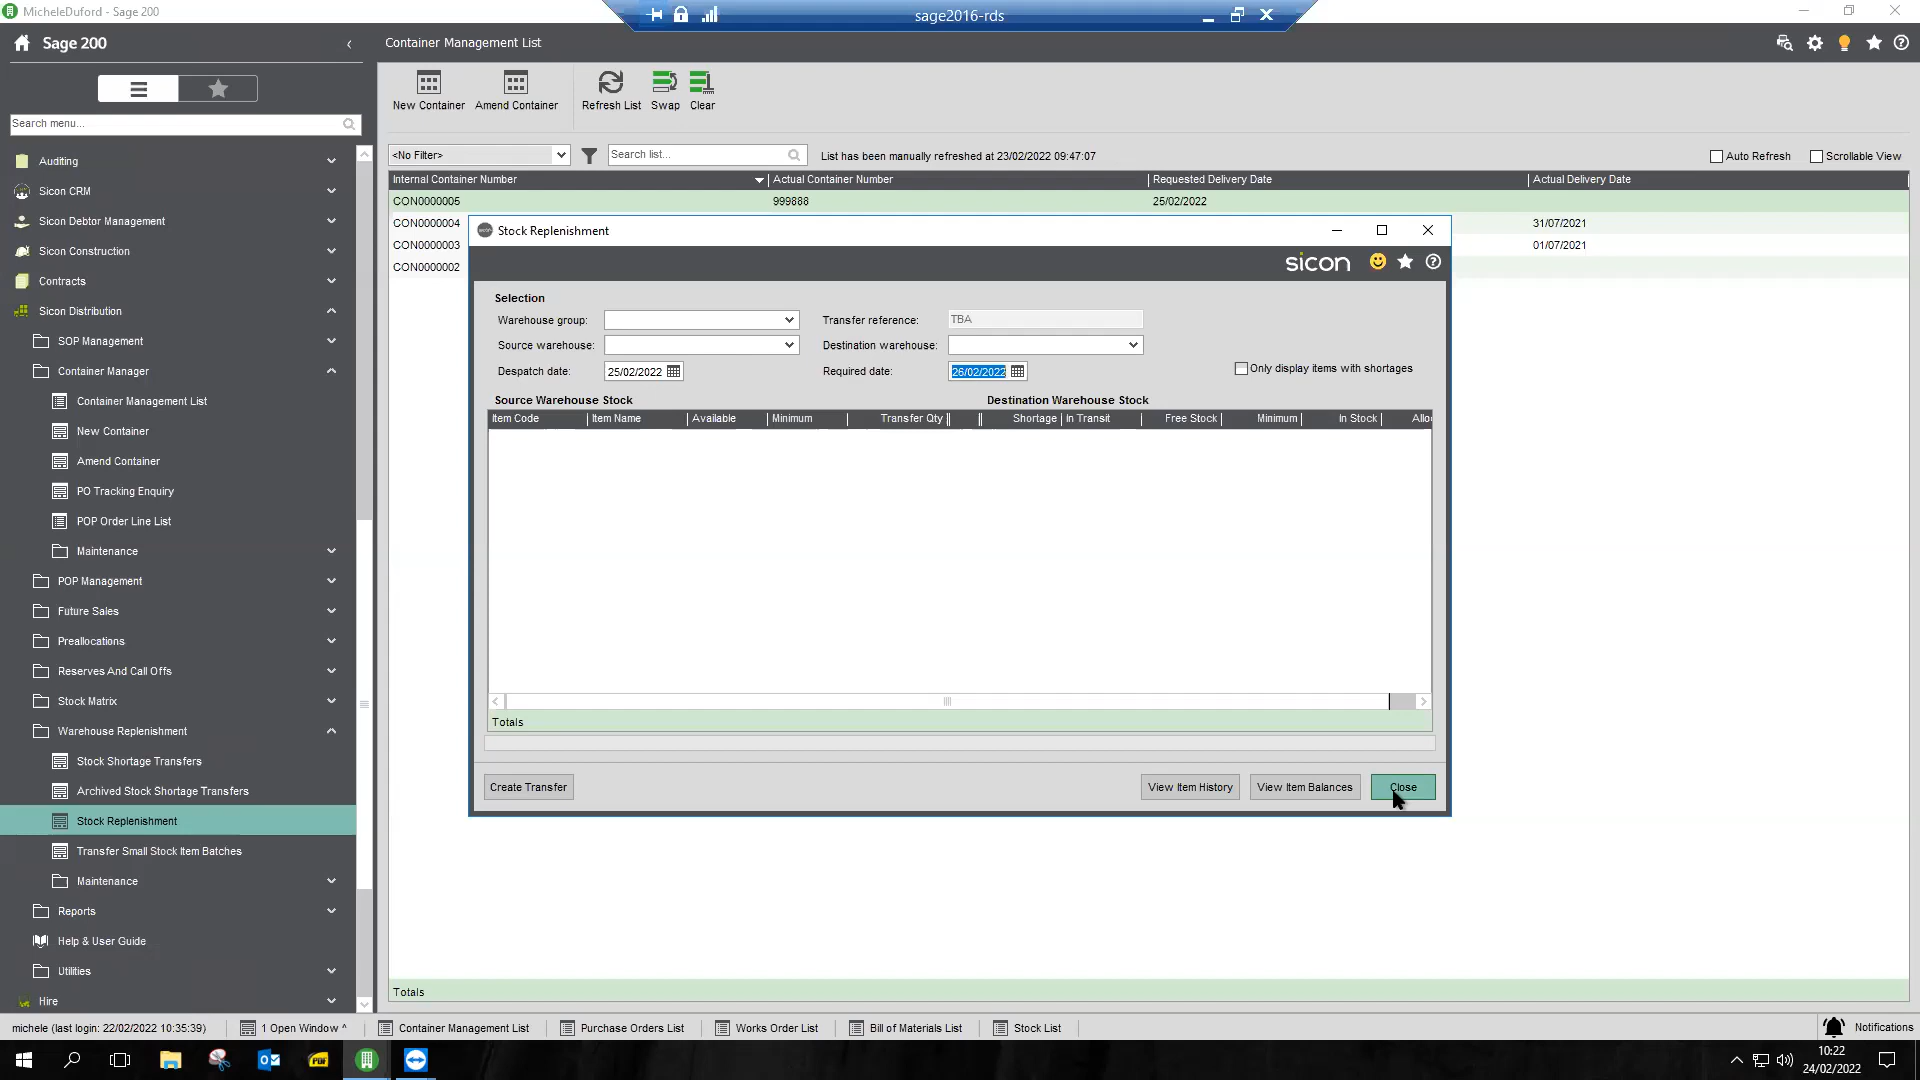 MicheleDuford - Sage 200
sage2016-rds
Sage 200
Container Management List
New Container
Amend Container
Refresh List
Swap
Clear
Search menu...
<No Filter>
Search list...
List has been manually refreshed at 23/02/2022 09:47:07
Auto Refresh
Scrollable View
Internal Container Number
Actual Container Number
Requested Delivery Date
Actual Delivery Date
CON0000005
999888
25/02/2022
CON0000004
31/07/2021
CON0000003
01/07/2021
CON0000002
Auditing
Sicon CRM
Sicon Debtor Management
Sicon Construction
Contracts
Sicon Distribution
SOP Management
Container Manager
Container Management List
New Container
Amend Container
PO Tracking Enquiry
POP Order Line List
Maintenance
POP Management
Future Sales
Preallocations
Reserves And Call Offs
Stock Matrix
Warehouse Replenishment
Stock Shortage Transfers
Archived Stock Shortage Transfers
Stock Replenishment
Transfer Small Stock Item Batches
Maintenance
Reports
Help & User Guide
Utilities
Hire
Stock Replenishment
sicon
Selection
Warehouse group:
Transfer reference:
TBA
Source warehouse:
Destination warehouse:
Despatch date:
25/02/2022
Required date:
26/02/2022
Only display items with shortages
Source Warehouse Stock
Destination Warehouse Stock
Item Code
Item Name
Available
Minimum
Transfer Qty
Shortage
In Transit
Free Stock
Minimum
In Stock
Allo
Totals
Create Transfer
View Item History
View Item Balances
Close
Totals
michele (last login: 22/02/2022 10:35:39)
1 Open Window ^
Container Management List
Purchase Orders List
Works Order List
Bill of Materials List
Stock List
Notifications
PDF
10:22
24/02/2022